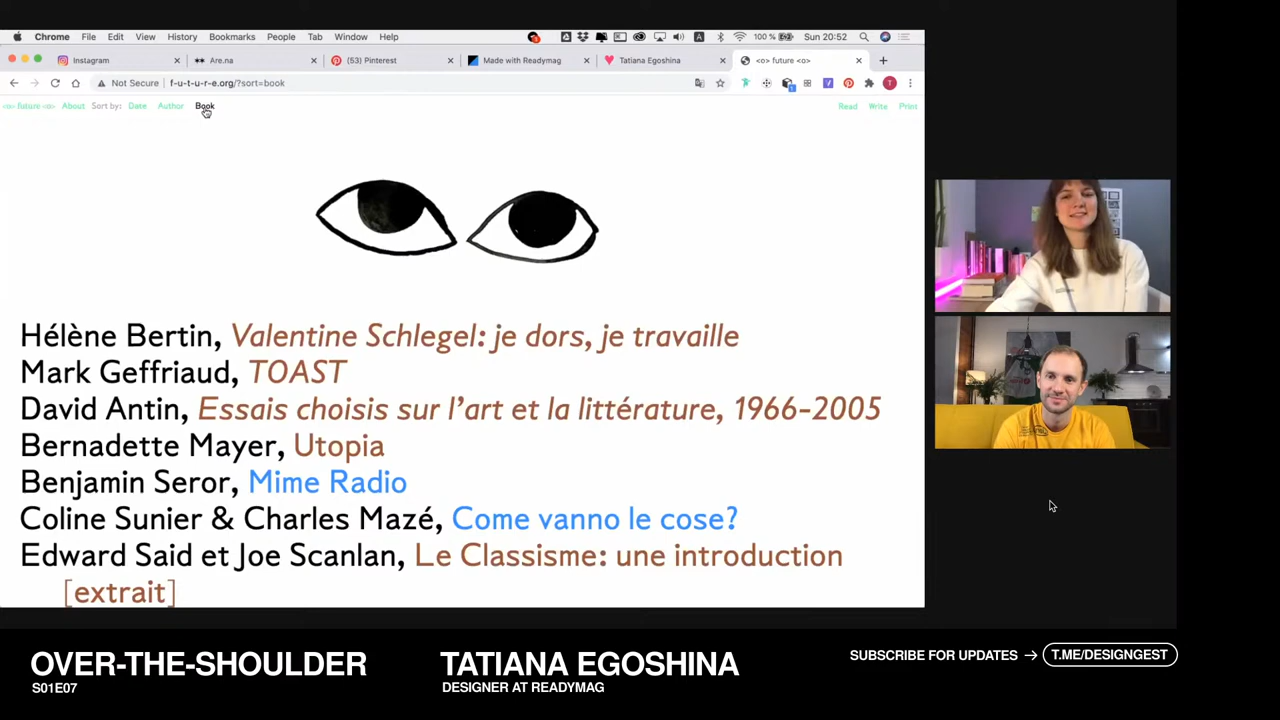 Chrome File Edit View History Bookmarks People Tab Window Help
100 % Sun 20:52
Instagram
Are.na
(53) Pinterest
Made with Readymag
Tatiana Egoshina
<o> future <o>
Not Secure f-u-t-u-r-e.org/?sort=book
<o> future <o> About Sort by: Date Author Book
Read Write Print
Hélène Bertin, Valentine Schlegel: je dors, je travaille
Mark Geffriaud, TOAST
David Antin, Essais choisis sur l’art et la littérature, 1966-2005
Bernadette Mayer, Utopia
Benjamin Seror, Mime Radio
Coline Sunier & Charles Mazé, Come vanno le cose?
Edward Said et Joe Scanlan, Le Classisme: une introduction
[extrait]
OVER-THE-SHOULDER
S01E07
TATIANA EGOSHINA
DESIGNER AT READYMAG
SUBSCRIBE FOR UPDATES → T.ME/DESIGNGEST